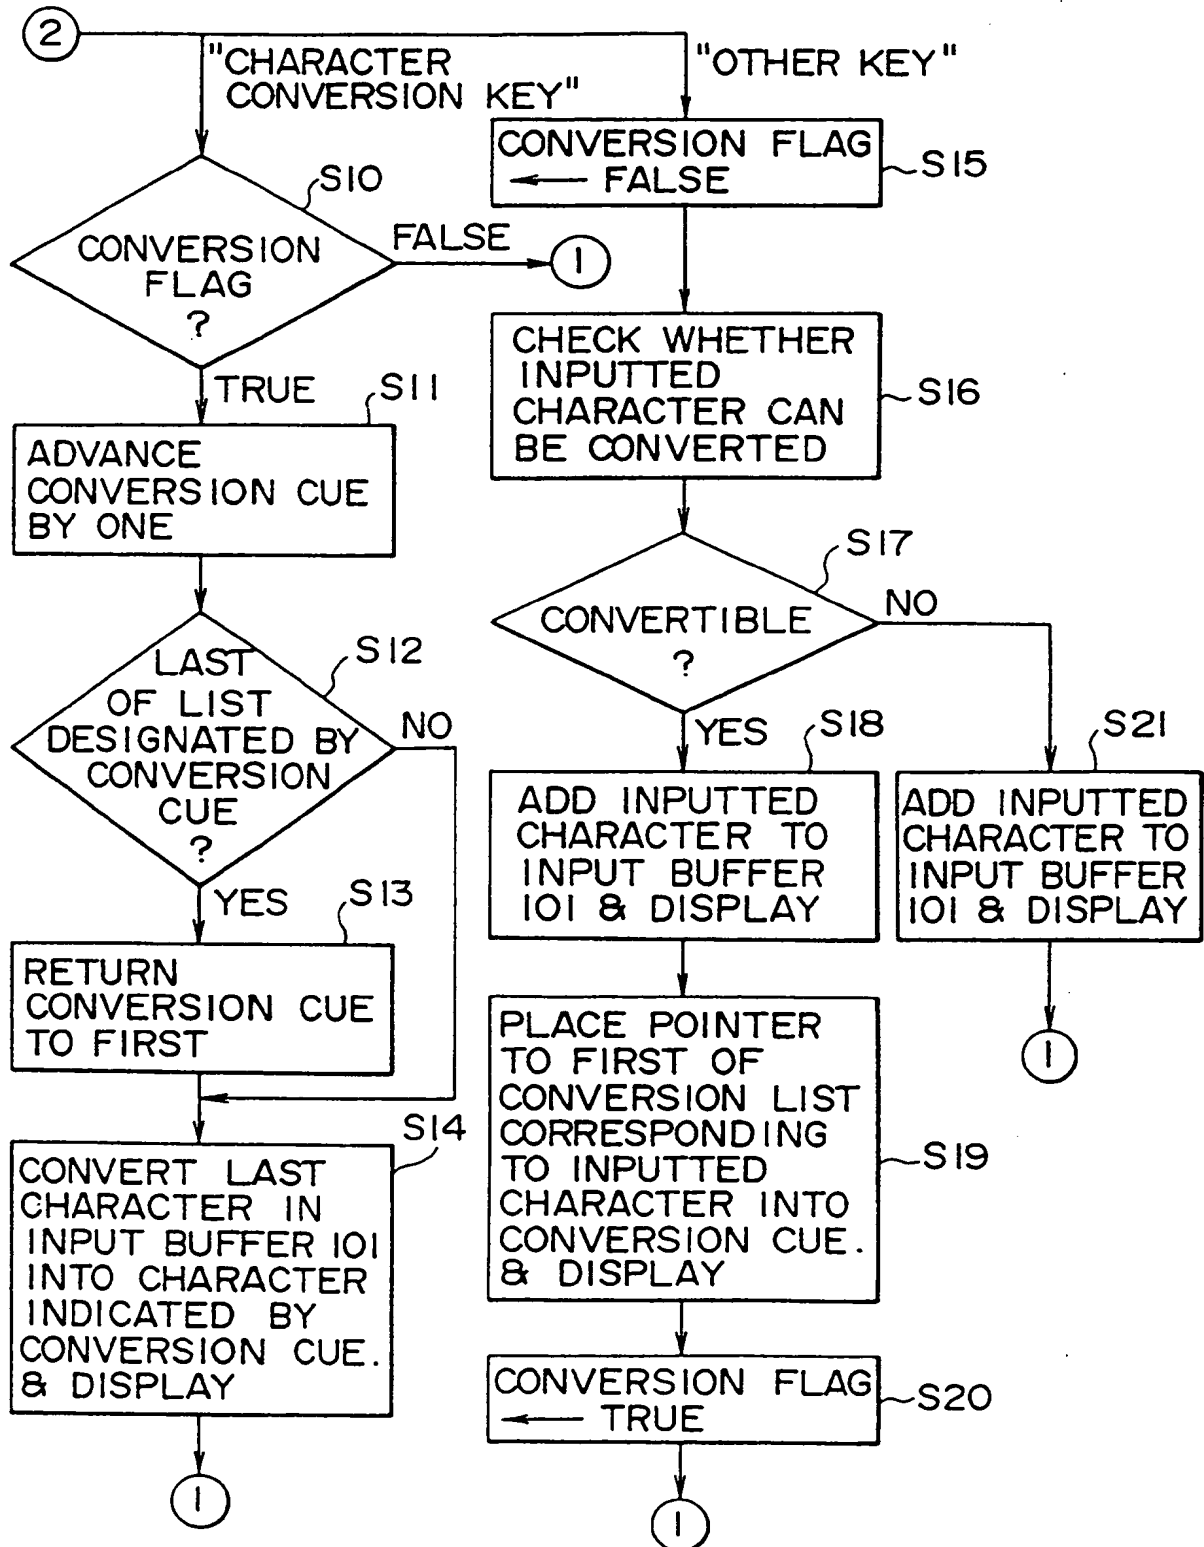 2
"CHARACTER
CONVERSION KEY"
"OTHER KEY"
S10
CONVERSION
FLAG
?
FALSE
1
TRUE
S11
ADVANCE
CONVERSION CUE
BY ONE
S12
LAST
OF LIST
DESIGNATED BY
CONVERSION
CUE
?
NO
YES
S13
RETURN
CONVERSION CUE
TO FIRST
S14
CONVERT LAST
CHARACTER IN
INPUT BUFFER 101
INTO CHARACTER
INDICATED BY
CONVERSION CUE.
& DISPLAY
1
CONVERSION FLAG
← FALSE
S15
CHECK WHETHER
INPUTTED
CHARACTER CAN
BE CONVERTED
S16
S17
CONVERTIBLE
?
NO
YES
S18
ADD INPUTTED
CHARACTER TO
INPUT BUFFER
101 & DISPLAY
PLACE POINTER
TO FIRST OF
CONVERSION LIST
CORRESPONDING
TO INPUTTED
CHARACTER INTO
CONVERSION CUE.
& DISPLAY
S19
CONVERSION FLAG
← TRUE
S20
1
S21
ADD INPUTTED
CHARACTER TO
INPUT BUFFER
101 & DISPLAY
1